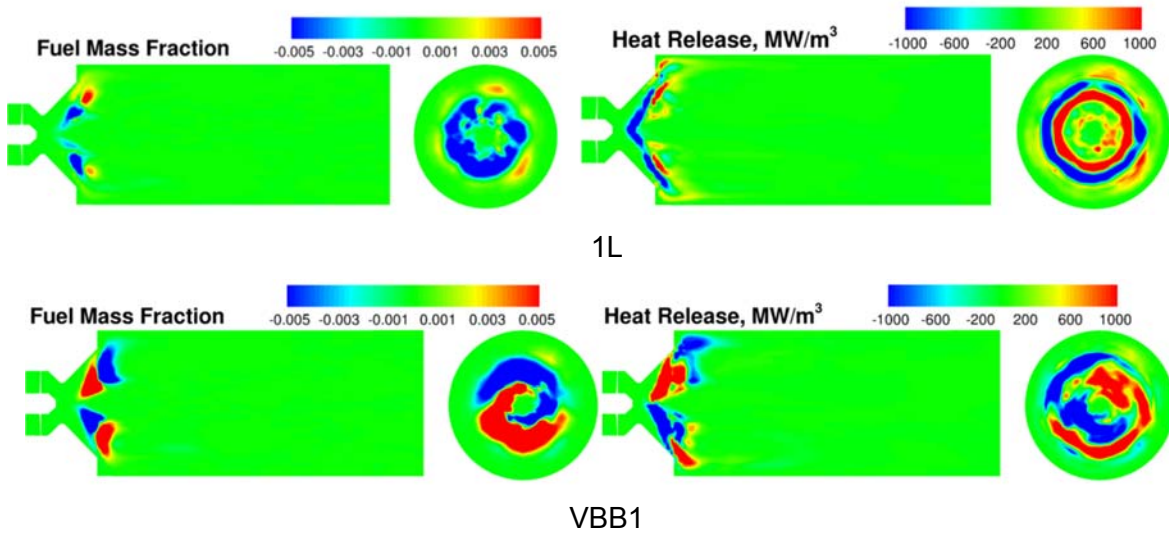 Fuel Mass Fraction
-0.005 -0.003 -0.001 0.001 0.003 0.005
Heat Release, MW/m³
-1000 -600 -200 200 600 1000
1L
Fuel Mass Fraction
-0.005 -0.003 -0.001 0.001 0.003 0.005
Heat Release, MW/m³
-1000 -600 -200 200 600 1000
VBB1